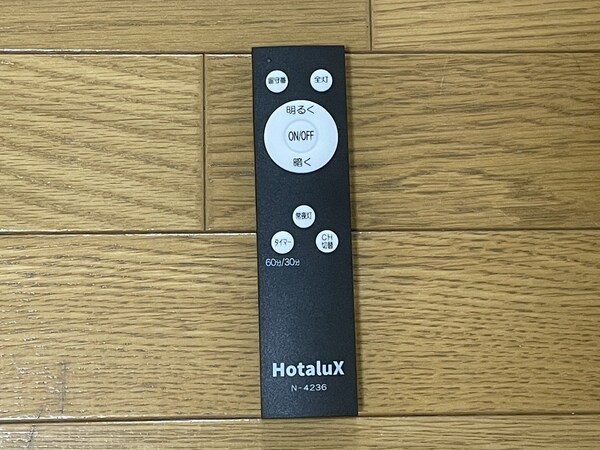 留守番 全灯
明るく
ON/OFF
暗く
常夜灯
タイマー CH
切替
60分/30分
HotaluX
N-4236